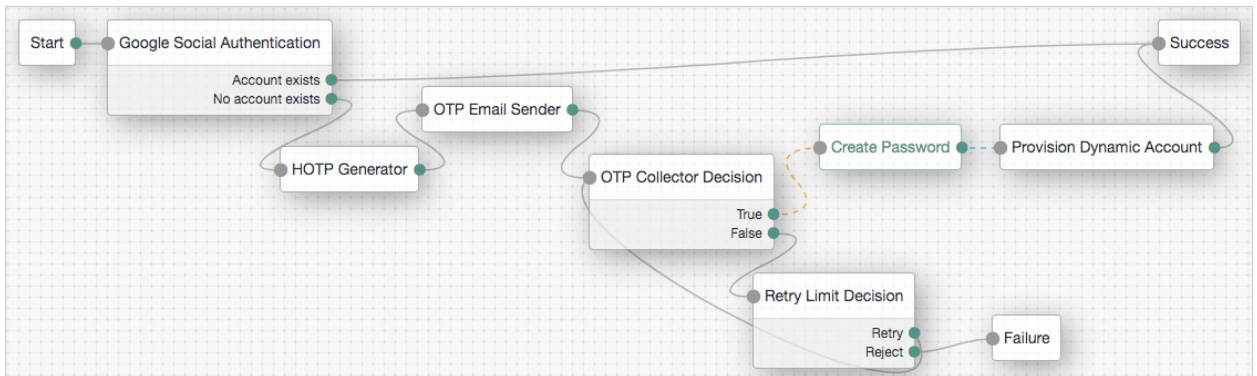 Start
Google Social Authentication
Account exists
No account exists
Success
OTP Email Sender
HOTP Generator
OTP Collector Decision
True
False
Create Password
Provision Dynamic Account
Retry Limit Decision
Retry
Reject
Failure